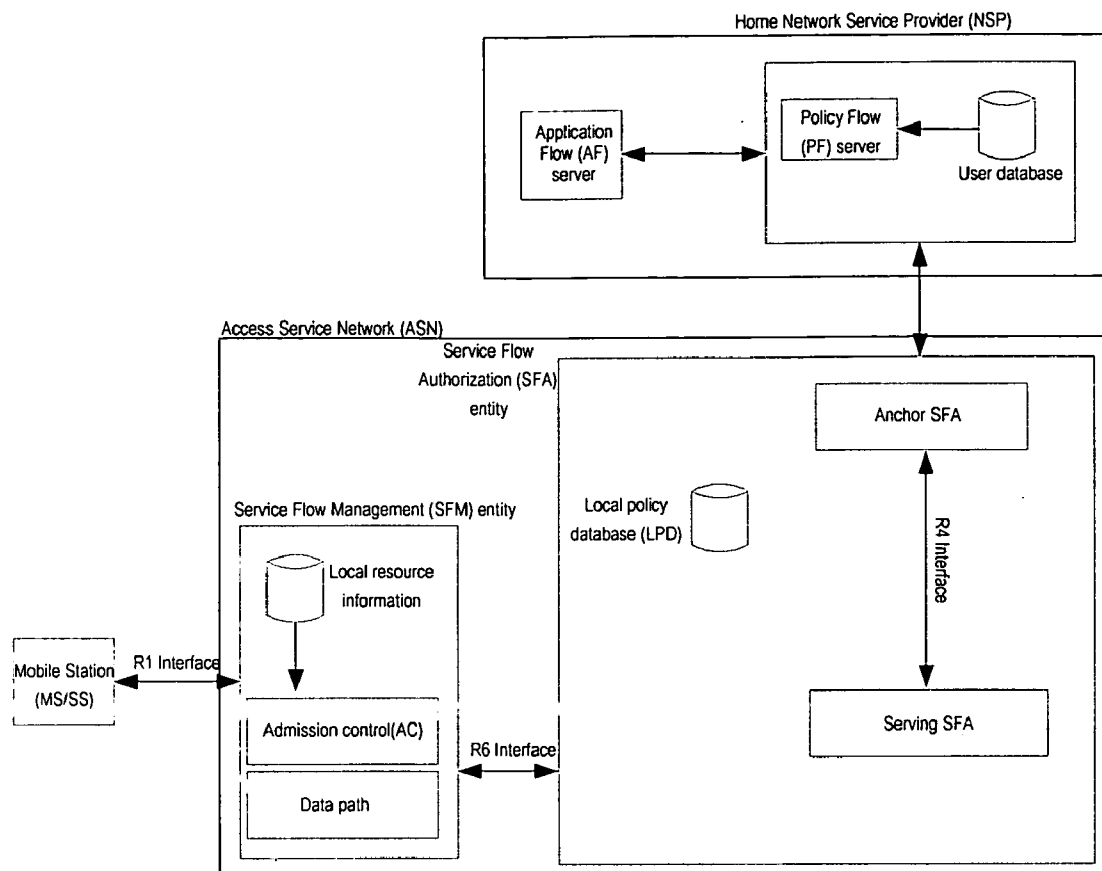 Home Network Service Provider (NSP)
Application
Flow (AF)
server
Policy Flow
(PF) server
User database
Access Service Network (ASN)
Service Flow
Authorization (SFA)
entity
Anchor SFA
Service Flow Management (SFM) entity
Local policy
database (LPD)
R4 Interface
Local resource
information
Mobile Station
(MS/SS)
R1 Interface
Admission control(AC)
R6 Interface
Serving SFA
Data path